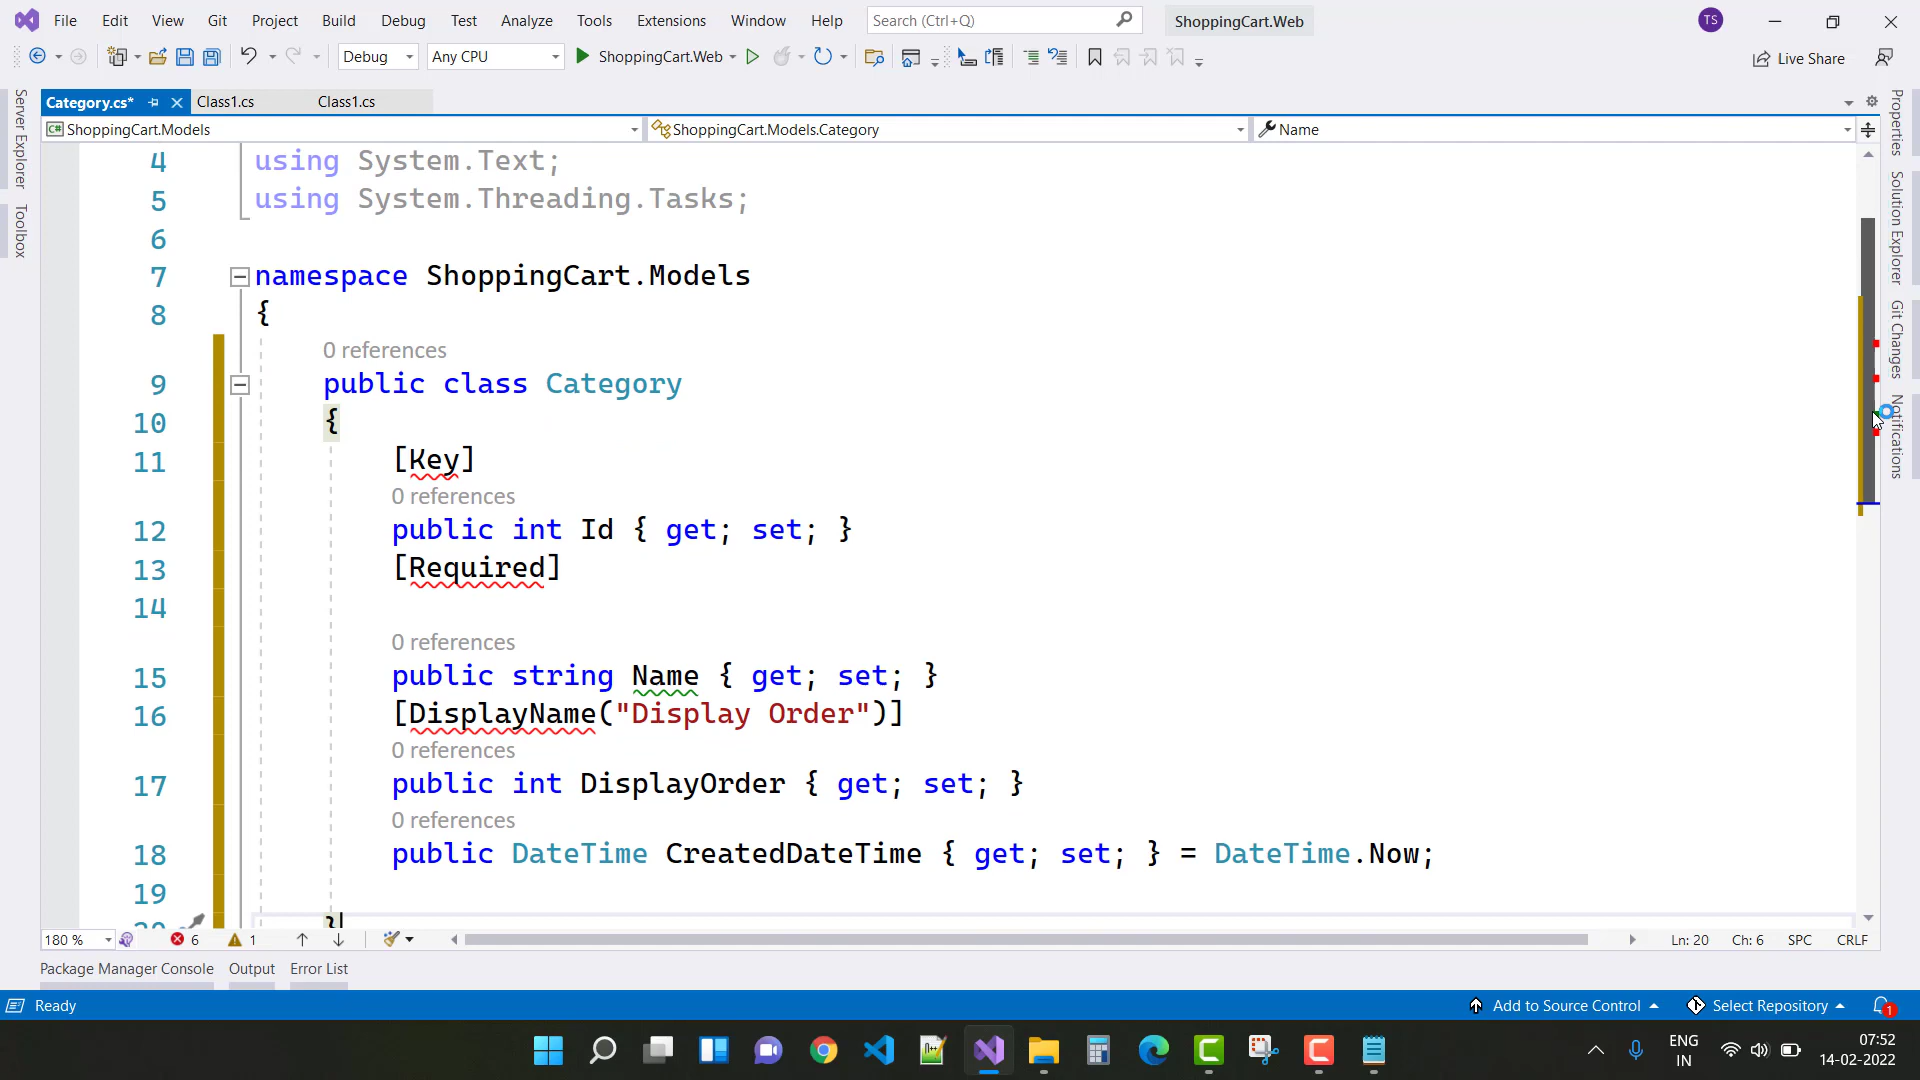 File Edit View Git Project Build Debug Test Analyze Tools Extensions Window Help Search (Ctrl+Q) ShoppingCart.Web TS
Debug Any CPU ShoppingCart.Web Live Share
Category.cs* Class1.cs Class1.cs
C# ShoppingCart.Models ShoppingCart.Models.Category Name
Server Explorer
Toolbox
Properties
Solution Explorer
Git Changes
Notifications
4 using System.Text;
5 using System.Threading.Tasks;
6
7 namespace ShoppingCart.Models
8 {
0 references
9 public class Category
10 {
11 [Key]
0 references
12 public int Id { get; set; }
13 [Required]
14
0 references
15 public string Name { get; set; }
16 [DisplayName("Display Order")]
0 references
17 public int DisplayOrder { get; set; }
0 references
18 public DateTime CreatedDateTime { get; set; } = DateTime.Now;
19
20 }
180 % 6 1 Ln: 20 Ch: 6 SPC CRLF
Package Manager Console Output Error List
Ready Add to Source Control Select Repository 1
ENG 07:52
IN 14-02-2022